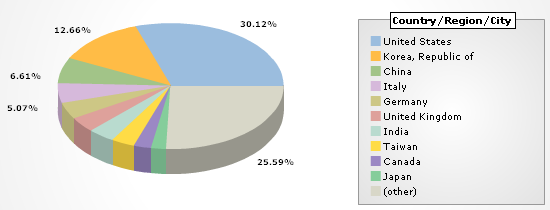 30.12%
12.66%
6.61%
5.07%
25.59%
Country/Region/City
United States
Korea, Republic of
China
Italy
Germany
United Kingdom
India
Taiwan
Canada
Japan
(other)